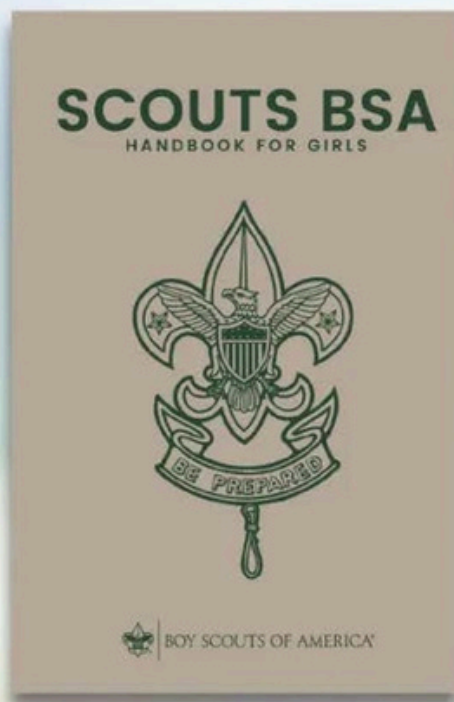 SCOUTS BSA
HANDBOOK FOR GIRLS
BE PREPARED
BOY SCOUTS OF AMERICA®